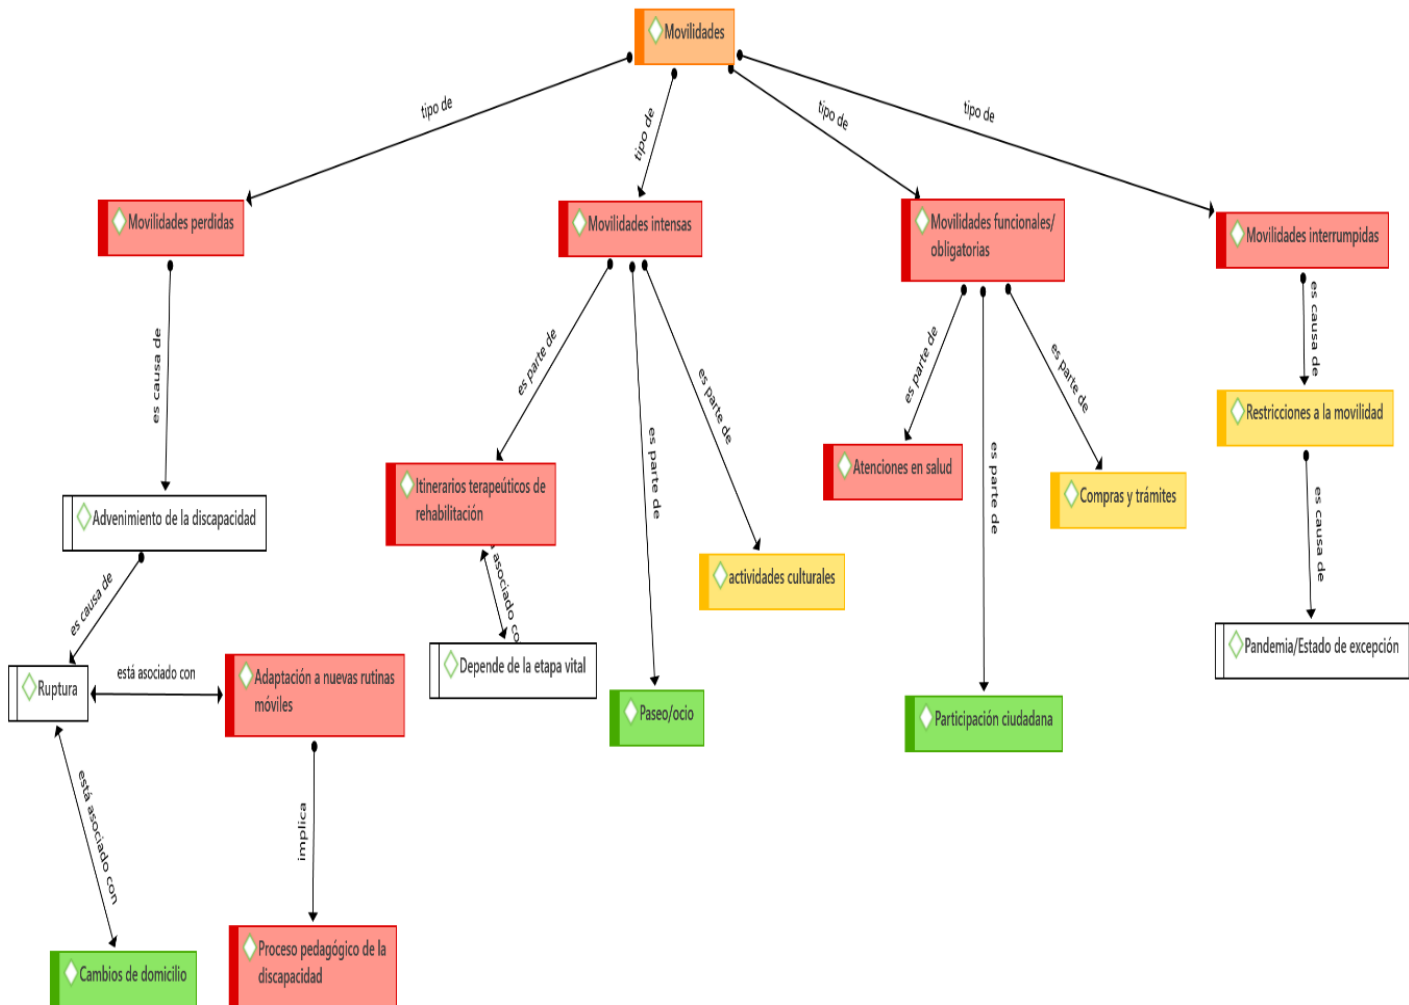 Movilidades
tipo de
tipo de
tipo de
tipo de
Movilidades perdidas
Movilidades intensas
Movilidades funcionales/
obligatorias
Movilidades interrumpidas
es causa de
es parte de
es parte de
es parte de
es parte de
es parte de
es parte de
es causa de
Restricciones a la movilidad
Atenciones en salud
Itinerarios terapeúticos de
rehabilitación
Compras y trámites
es causa de
Advenimiento de la discapacidad
asociado co
actividades culturales
es causa de
Pandemia/Estado de excepción
Depende de la etapa vital
Ruptura
está asociado con
Adaptación a nuevas rutinas
móviles
Paseo/ocio
Participación ciudadana
está asociado con
implica
Cambios de domicilio
Proceso pedagógico de la
discapacidad